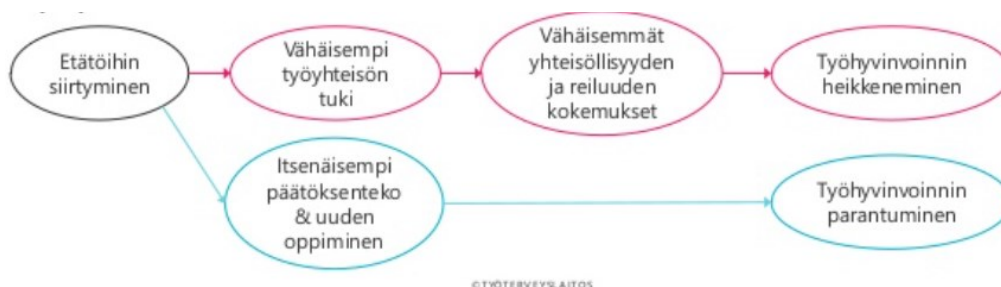 Etätöihin
siirtyminen
Vähäisempi
työyhteisön
tuki
Vähäisemmät
yhteisöllisyyden
ja reiluuden
kokemukset
Työhyvinvoinnin
heikkeneminen
Itsenäisempi
päätöksenteko
& uuden
oppiminen
Työhyvinvoinnin
parantuminen
©TYÖTERVEYSLAITOS